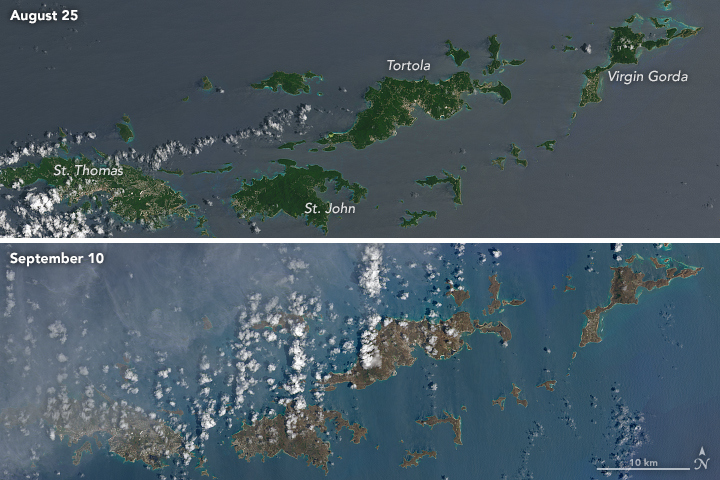 August 25
Tortola
Virgin Gorda
St. Thomas
St. John
September 10
10 km
N